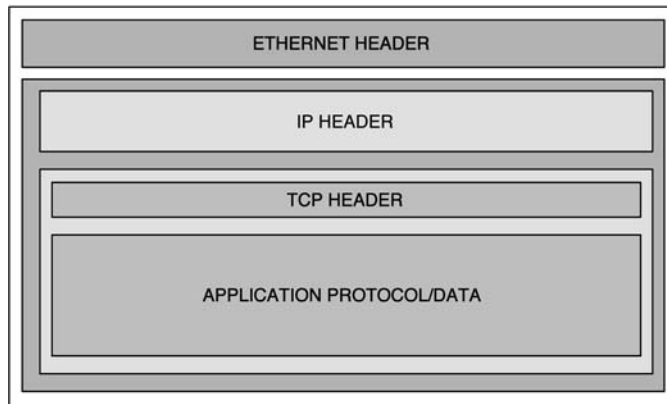 ETHERNET HEADER
IP HEADER
TCP HEADER
APPLICATION PROTOCOL/DATA